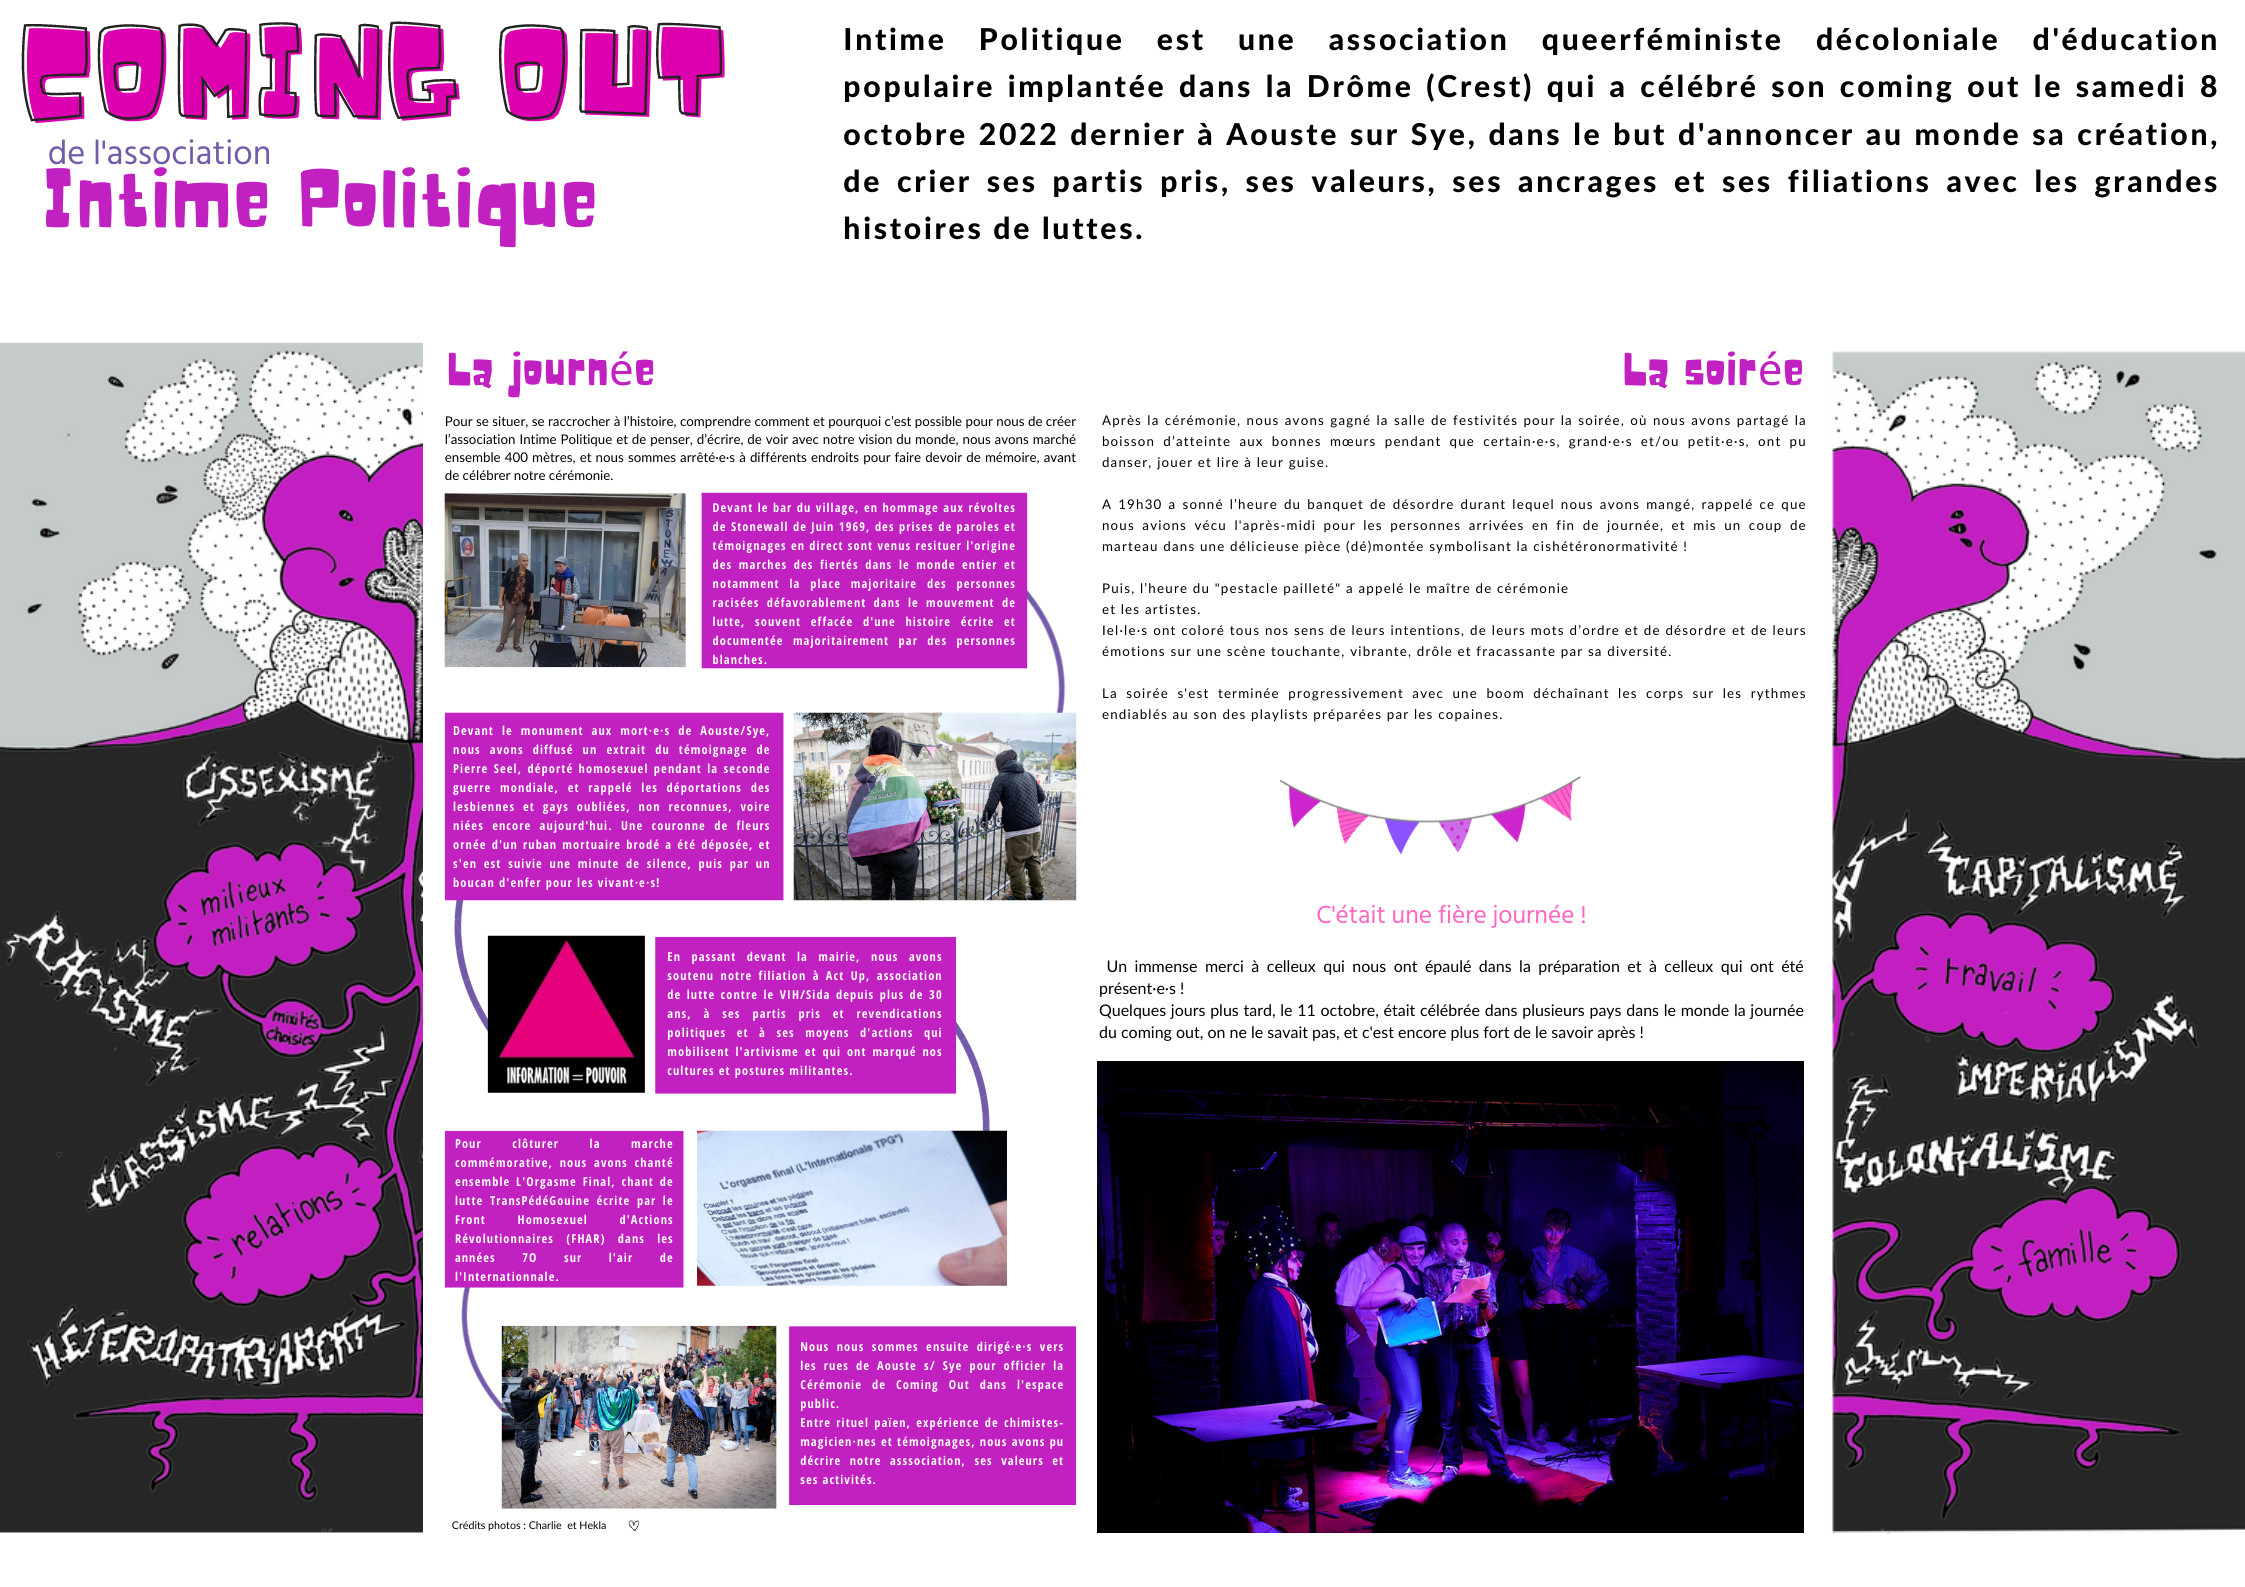 COMING OUT
de l'association
Intime Politique
Intime Politique est une association queerféministe décoloniale d'éducation
populaire implantée dans la Drôme (Crest) qui a célébré son coming out le samedi 8
octobre 2022 dernier à Aouste sur Sye, dans le but d'annoncer au monde sa création,
de crier ses partis pris, ses valeurs, ses ancrages et ses filiations avec les grandes
histoires de luttes.
CISSEXISME
milieux
militants
RACISME
mixités
choisies
CLASSISME
relations
HÉTÉROPATRIARCAT
La journée
Pour se situer, se raccrocher à l'histoire, comprendre comment et pourquoi c'est possible pour nous de créer
l'association Intime Politique et de penser, d'écrire, de voir avec notre vision du monde, nous avons marché
ensemble 400 mètres, et nous sommes arrêté·e·s à différents endroits pour faire devoir de mémoire, avant
de célébrer notre cérémonie.
STONEWALL
Devant le bar du village, en hommage aux révoltes
de Stonewall de Juin 1969, des prises de paroles et
témoignages en direct sont venus resituer l'origine
des marches des fiertés dans le monde entier et
notamment la place majoritaire des personnes
racisées défavorablement dans le mouvement de
lutte, souvent effacée d'une histoire écrite et
documentée majoritairement par des personnes
blanches.
Devant le monument aux mort·e·s de Aouste/Sye,
nous avons diffusé un extrait du témoignage de
Pierre Seel, déporté homosexuel pendant la seconde
guerre mondiale, et rappelé les déportations des
lesbiennes et gays oubliées, non reconnues, voire
niées encore aujourd'hui. Une couronne de fleurs
ornée d'un ruban mortuaire brodé a été déposée, et
s'en est suivie une minute de silence, puis par un
boucan d'enfer pour les vivant·e·s!
INFORMATION = POUVOIR
En passant devant la mairie, nous avons
soutenu notre filiation à Act Up, association
de lutte contre le VIH/Sida depuis plus de 30
ans, à ses partis pris et revendications
politiques et à ses moyens d'actions qui
mobilisent l'artivisme et qui ont marqué nos
cultures et postures militantes.
Pour clôturer la marche
commémorative, nous avons chanté
ensemble L'Orgasme Final, chant de
lutte TransPédéGouine écrite par le
Front Homosexuel d'Actions
Révolutionnaires (FHAR) dans les
années 70 sur l'air de
l'Internationnale.
L'orgasme final (L'Internationale TPG*)
Couplet 1
Debout les gouines et les pédales
Nous nous sommes ensuite dirigé·e·s vers
les rues de Aouste s/ Sye pour officier la
Cérémonie de Coming Out dans l'espace
public.
Entre rituel païen, expérience de chimistes-
magicien·nes et témoignages, nous avons pu
décrire notre asssociation, ses valeurs et
ses activités.
Crédits photos : Charlie et Hekla
La soirée
Après la cérémonie, nous avons gagné la salle de festivités pour la soirée, où nous avons partagé la
boisson d'atteinte aux bonnes mœurs pendant que certain·e·s, grand·e·s et/ou petit·e·s, ont pu
danser, jouer et lire à leur guise.
A 19h30 a sonné l'heure du banquet de désordre durant lequel nous avons mangé, rappelé ce que
nous avions vécu l'après-midi pour les personnes arrivées en fin de journée, et mis un coup de
marteau dans une délicieuse pièce (dé)montée symbolisant la cishétéronormativité !
Puis, l'heure du "pestacle pailleté" a appelé le maître de cérémonie
et les artistes.
Iel·le·s ont coloré tous nos sens de leurs intentions, de leurs mots d'ordre et de désordre et de leurs
émotions sur une scène touchante, vibrante, drôle et fracassante par sa diversité.
La soirée s'est terminée progressivement avec une boom déchaînant les corps sur les rythmes
endiablés au son des playlists préparées par les copaines.
C'était une fière journée !
Un immense merci à celleux qui nous ont épaulé dans la préparation et à celleux qui ont été
présent·e·s !
Quelques jours plus tard, le 11 octobre, était célébrée dans plusieurs pays dans le monde la journée
du coming out, on ne le savait pas, et c'est encore plus fort de le savoir après !
CAPITALISME
travail
IMPERIALISME
COLONIALISME
famille